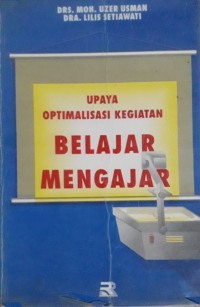 DRS. MOH. UZER USMAN
DRA. LILIS SETIAWATI
UPAYA
OPTIMALISASI KEGIATAN
BELAJAR
MENGAJAR